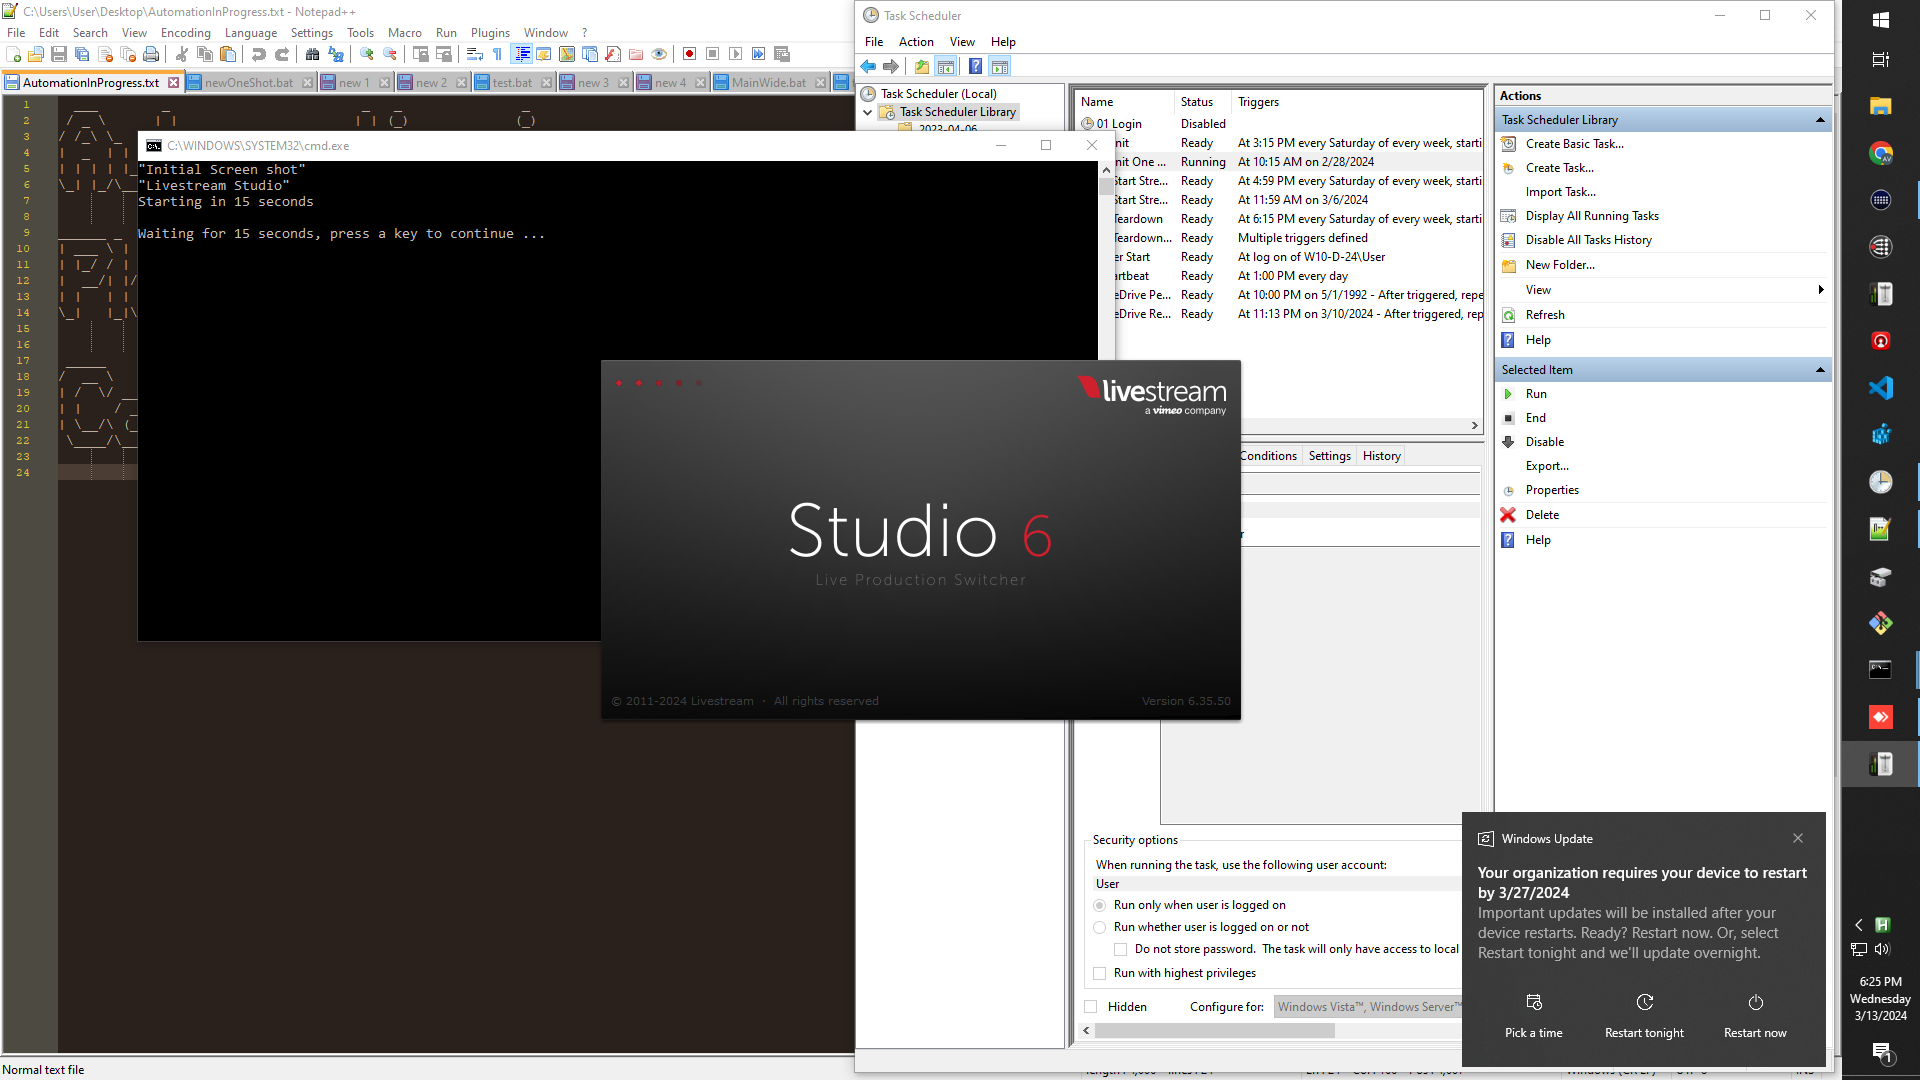 C:\Users\User\Desktop\AutomationInProgress.txt - Notepad++
File Edit Search View Encoding Language Settings Tools Macro Run Plugins Window ?
AutomationInProgress.txt newOneShot.bat new 1 new 2 test.bat new 3 new 4 MainWide.bat
1
2
3
4
5
6
7
8
9
10
11
12
13
14
15
16
17
18
19
20
21
22
23
24
Normal text file
C:\WINDOWS\SYSTEM32\cmd.exe
"Initial Screen shot"
"Livestream Studio"
Starting in 15 seconds
Waiting for 15 seconds, press a key to continue ...
livestream
a vimeo company
Studio 6
Live Production Switcher
© 2011-2024 Livestream · All rights reserved
Version 6.35.50
Task Scheduler
File Action View Help
Task Scheduler (Local)
Task Scheduler Library
2023-04-06
Name Status Triggers
01 Login Disabled
nit Ready At 3:15 PM every Saturday of every week, starti
nit One ... Running At 10:15 AM on 2/28/2024
Start Stre... Ready At 4:59 PM every Saturday of every week, starti
Start Stre... Ready At 11:59 AM on 3/6/2024
Teardown Ready At 6:15 PM every Saturday of every week, starti
Teardown... Ready Multiple triggers defined
er Start Ready At log on of W10-D-24\User
artbeat Ready At 1:00 PM every day
eDrive Pe... Ready At 10:00 PM on 5/1/1992 - After triggered, repe
eDrive Re... Ready At 11:13 PM on 3/10/2024 - After triggered, rep
Conditions Settings History
Security options
When running the task, use the following user account:
User
Run only when user is logged on
Run whether user is logged on or not
Do not store password. The task will only have access to local
Run with highest privileges
Hidden Configure for: Windows Vista™, Windows Server™
Actions
Task Scheduler Library
Create Basic Task...
Create Task...
Import Task...
Display All Running Tasks
Disable All Tasks History
New Folder...
View
Refresh
Help
Selected Item
Run
End
Disable
Export...
Properties
Delete
Help
Windows Update
Your organization requires your device to restart
by 3/27/2024
Important updates will be installed after your
device restarts. Ready? Restart now. Or, select
Restart tonight and we'll update overnight.
Pick a time Restart tonight Restart now
6:25 PM
Wednesday
3/13/2024
1